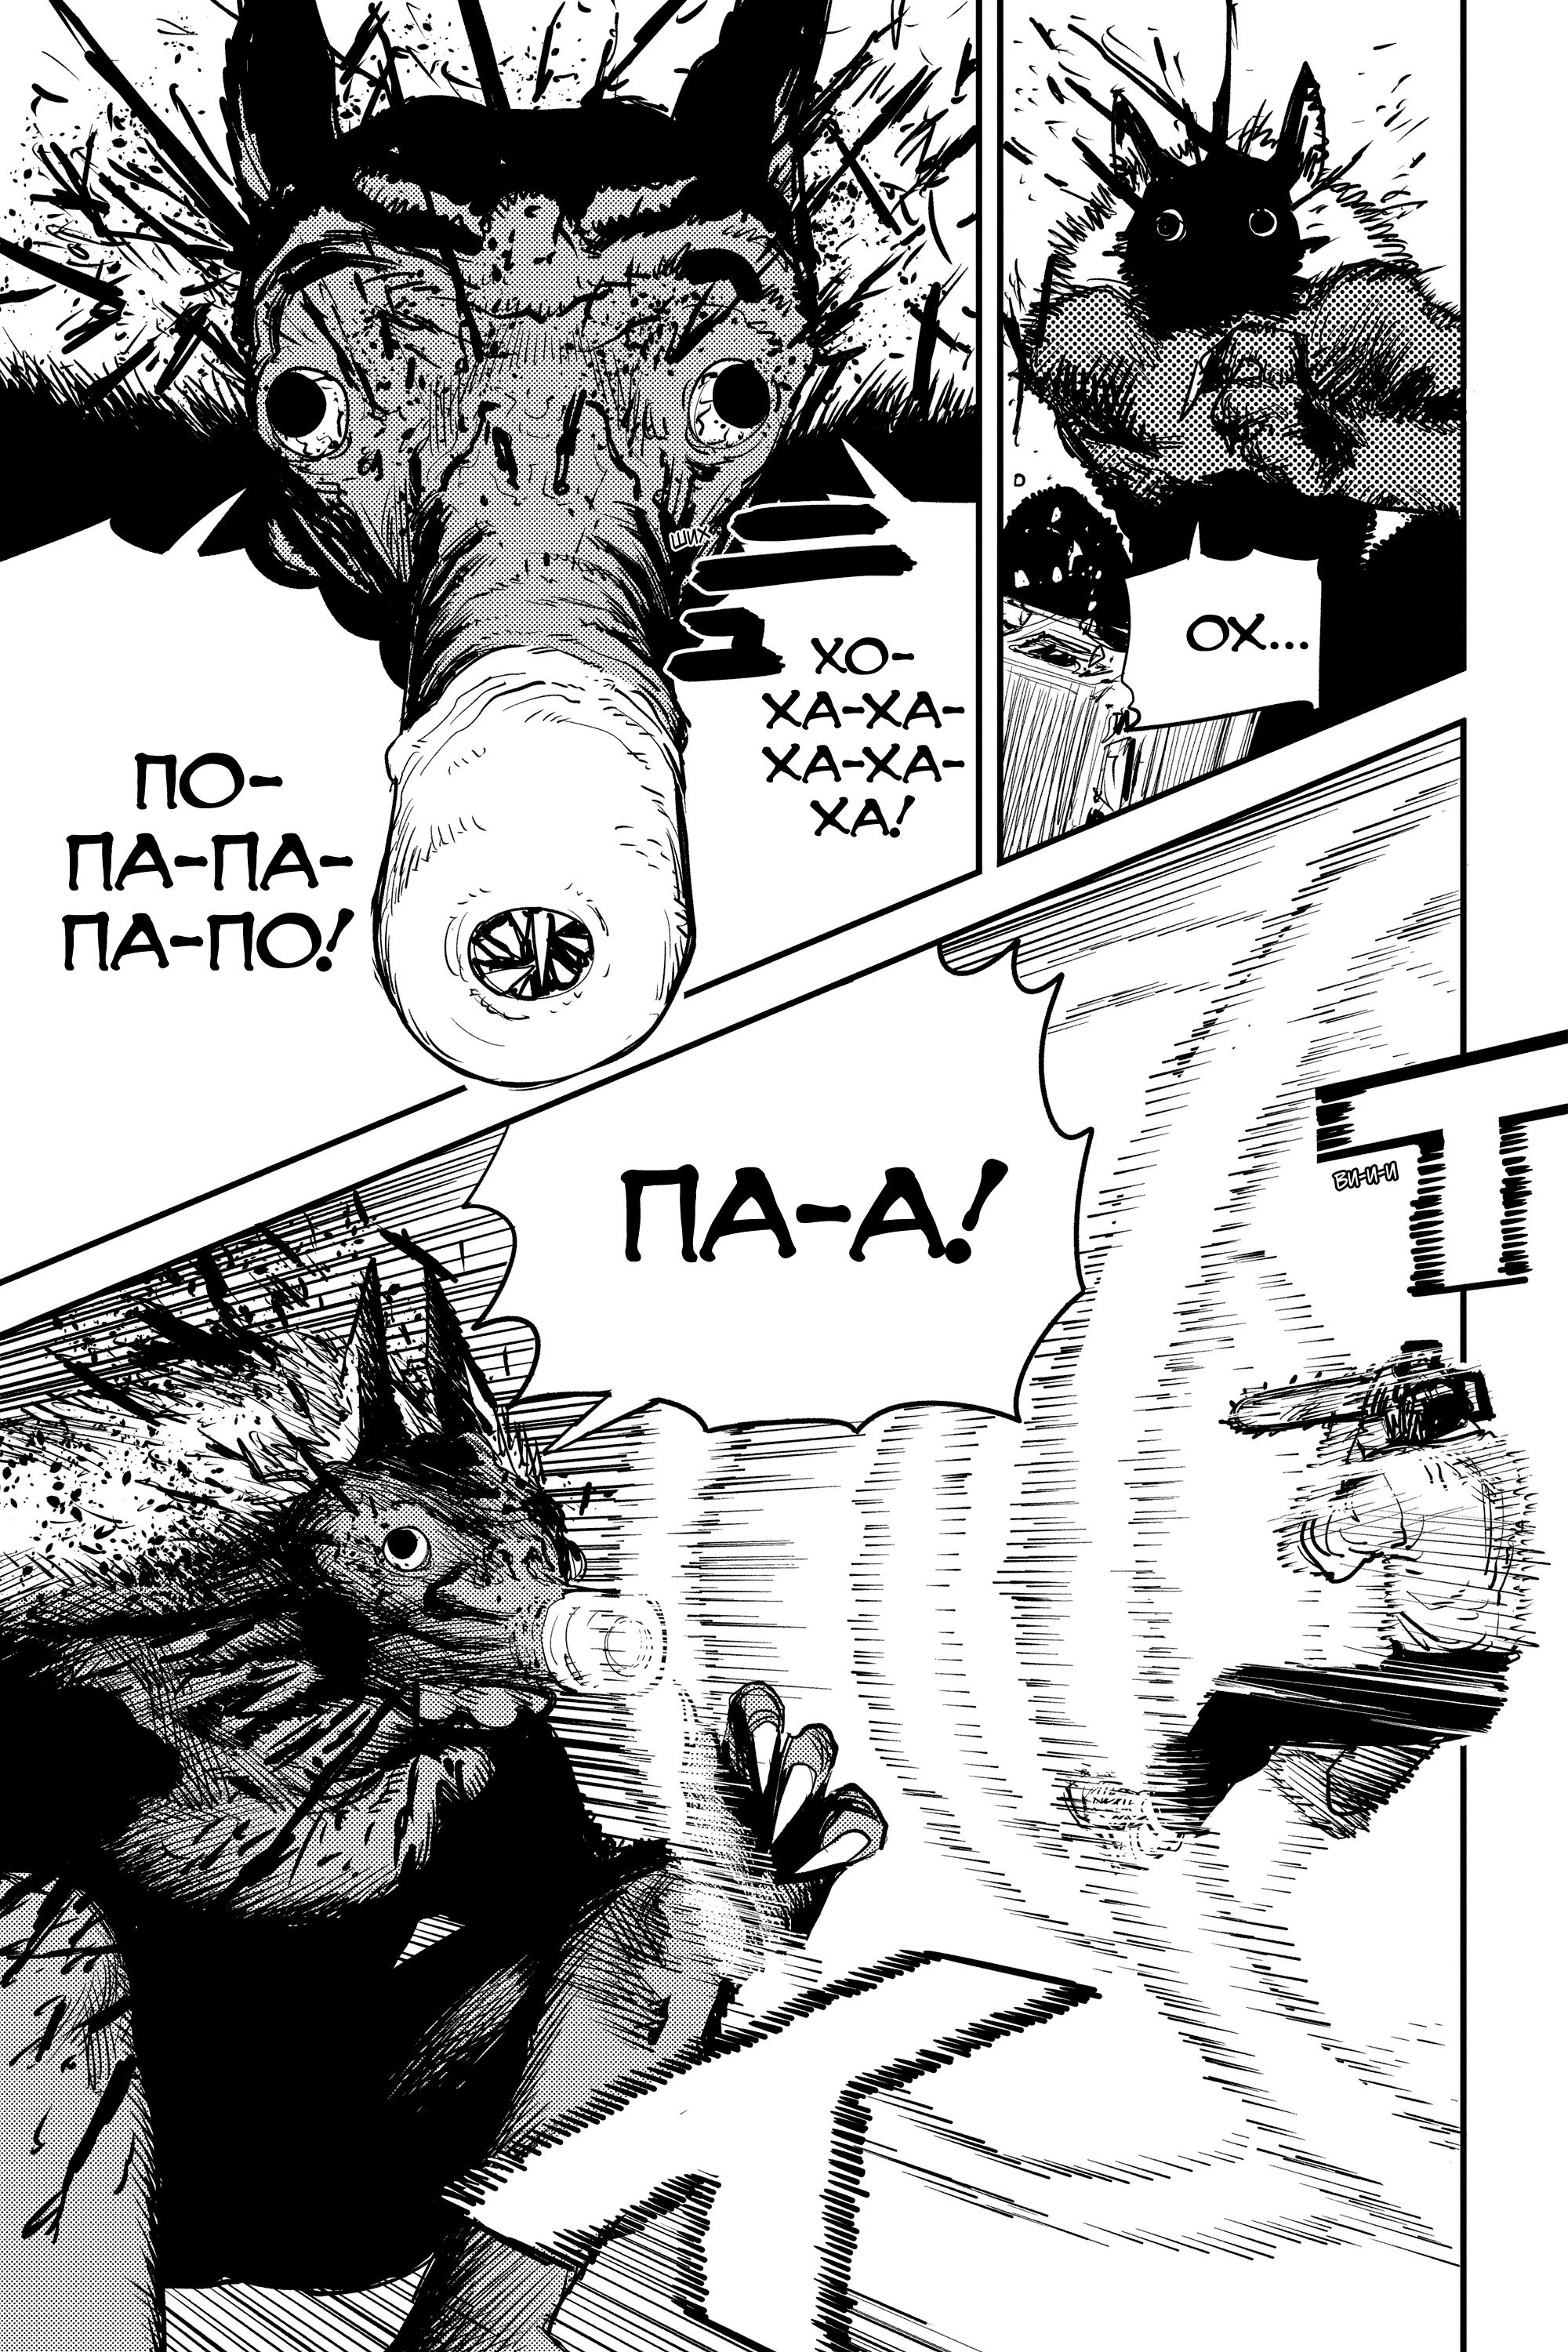 ОХ...
ХО-
ХА-ХА-
ХА-ХА-
ХА!
ШИХ
ПО-
ПА-ПА-
ПА-ПО!
ПА-А!
ВИ-И-И